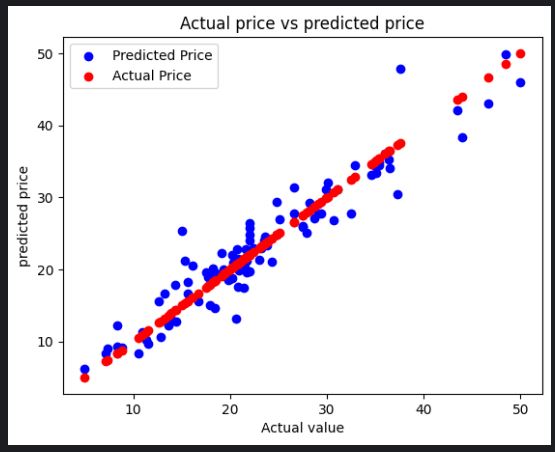 Actual price vs predicted price
Predicted Price
Actual Price
50
40
30
20
10
predicted price
10 20 30 40 50
Actual value